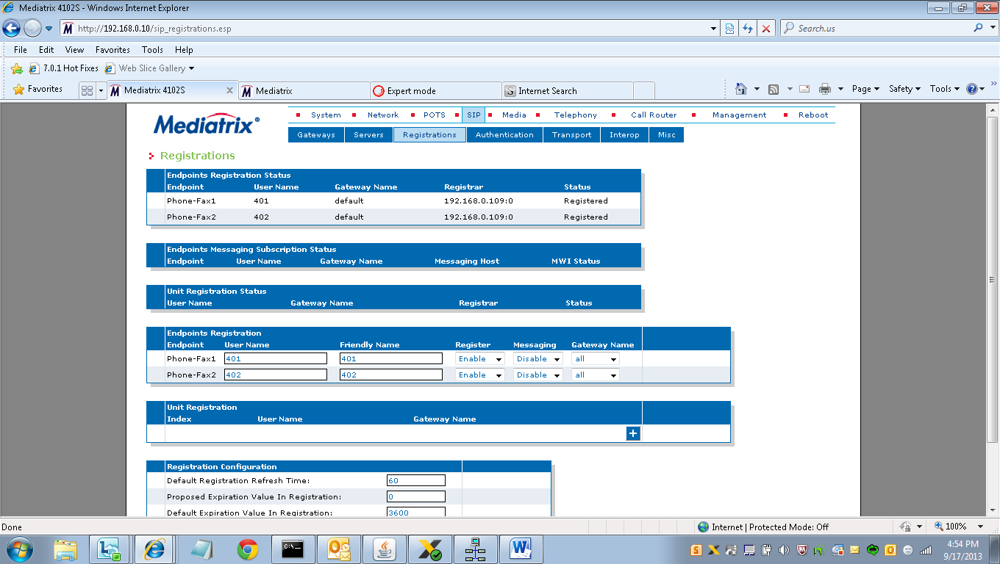 Mediatrix 4102S - Windows Internet Explorer
http://192.168.0.10/sip_registrations.esp
Search.us
File Edit View Favorites Tools Help
7.0.1 Hot Fixes Web Slice Gallery
Favorites Mediatrix 4102S Mediatrix Expert mode Internet Search Page Safety Tools
Mediatrix®
System Network POTS SIP Media Telephony Call Router Management Reboot
Gateways Servers Registrations Authentication Transport Interop Misc
Registrations
Endpoints Registration Status
Endpoint User Name Gateway Name Registrar Status
Phone-Fax1 401 default 192.168.0.109:0 Registered
Phone-Fax2 402 default 192.168.0.109:0 Registered
Endpoints Messaging Subscription Status
Endpoint User Name Gateway Name Messaging Host MWI Status
Unit Registration Status
User Name Gateway Name Registrar Status
Endpoints Registration
Endpoint User Name Friendly Name Register Messaging Gateway Name
Phone-Fax1 401 401 Enable Disable all
Phone-Fax2 402 402 Enable Disable all
Unit Registration
Index User Name Gateway Name
+
Registration Configuration
Default Registration Refresh Time: 60
Proposed Expiration Value In Registration: 0
Default Expiration Value In Registration: 3600
Done Internet | Protected Mode: Off 100%
4:54 PM
9/17/2013